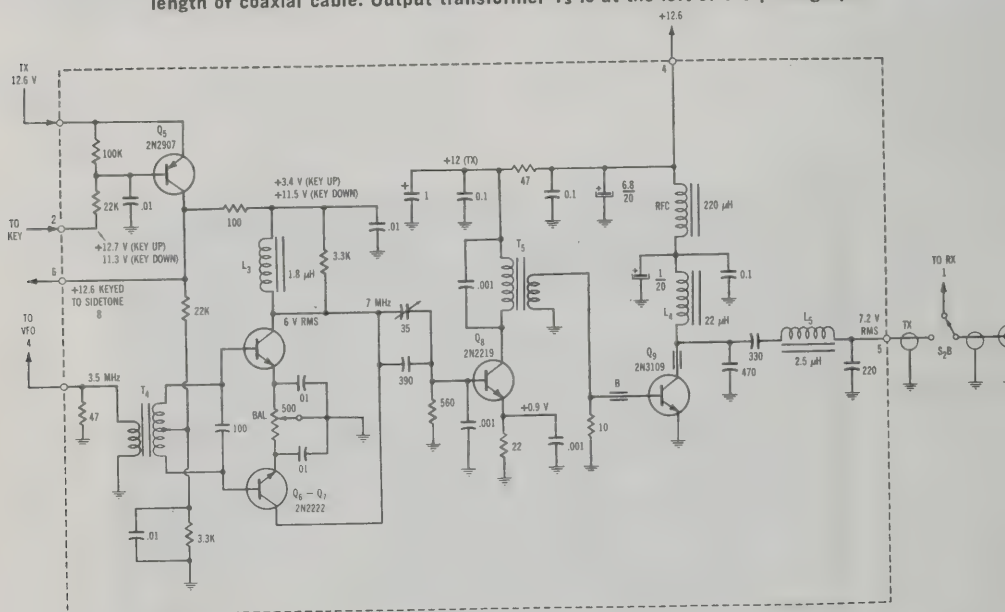 length of coaxial cable. Output transformer T5 is at the left of the
+12.6
4
TX
12.6 V
Q5
2N2907
100K
22K
.01
TO
KEY
2
+12.7 V (KEY UP)
11.3 V (KEY DOWN)
6
+12.6 KEYED
TO SIDETONE
8
TO
VFO
4
3.5 MHz
47
T4
22K
100
.01
3.3K
100
+3.4 V (KEY UP)
+11.5 V (KEY DOWN)
L3
1.8 µH
3.3K
.01
6 V RMS
7 MHz
35
390
01
BAL
500
01
Q6 – Q7
2N2222
560
+12 (TX)
1
0.1
47
0.1
6.8
20
T5
.001
Q8
2N2219
.001
+0.9 V
22
.001
RFC
220 µH
1
20
0.1
L4
22 µH
B
10
Q9
2N3109
470
330
L5
2.5 µH
220
7.2 V
RMS
5
TX
TO RX
1
S2B